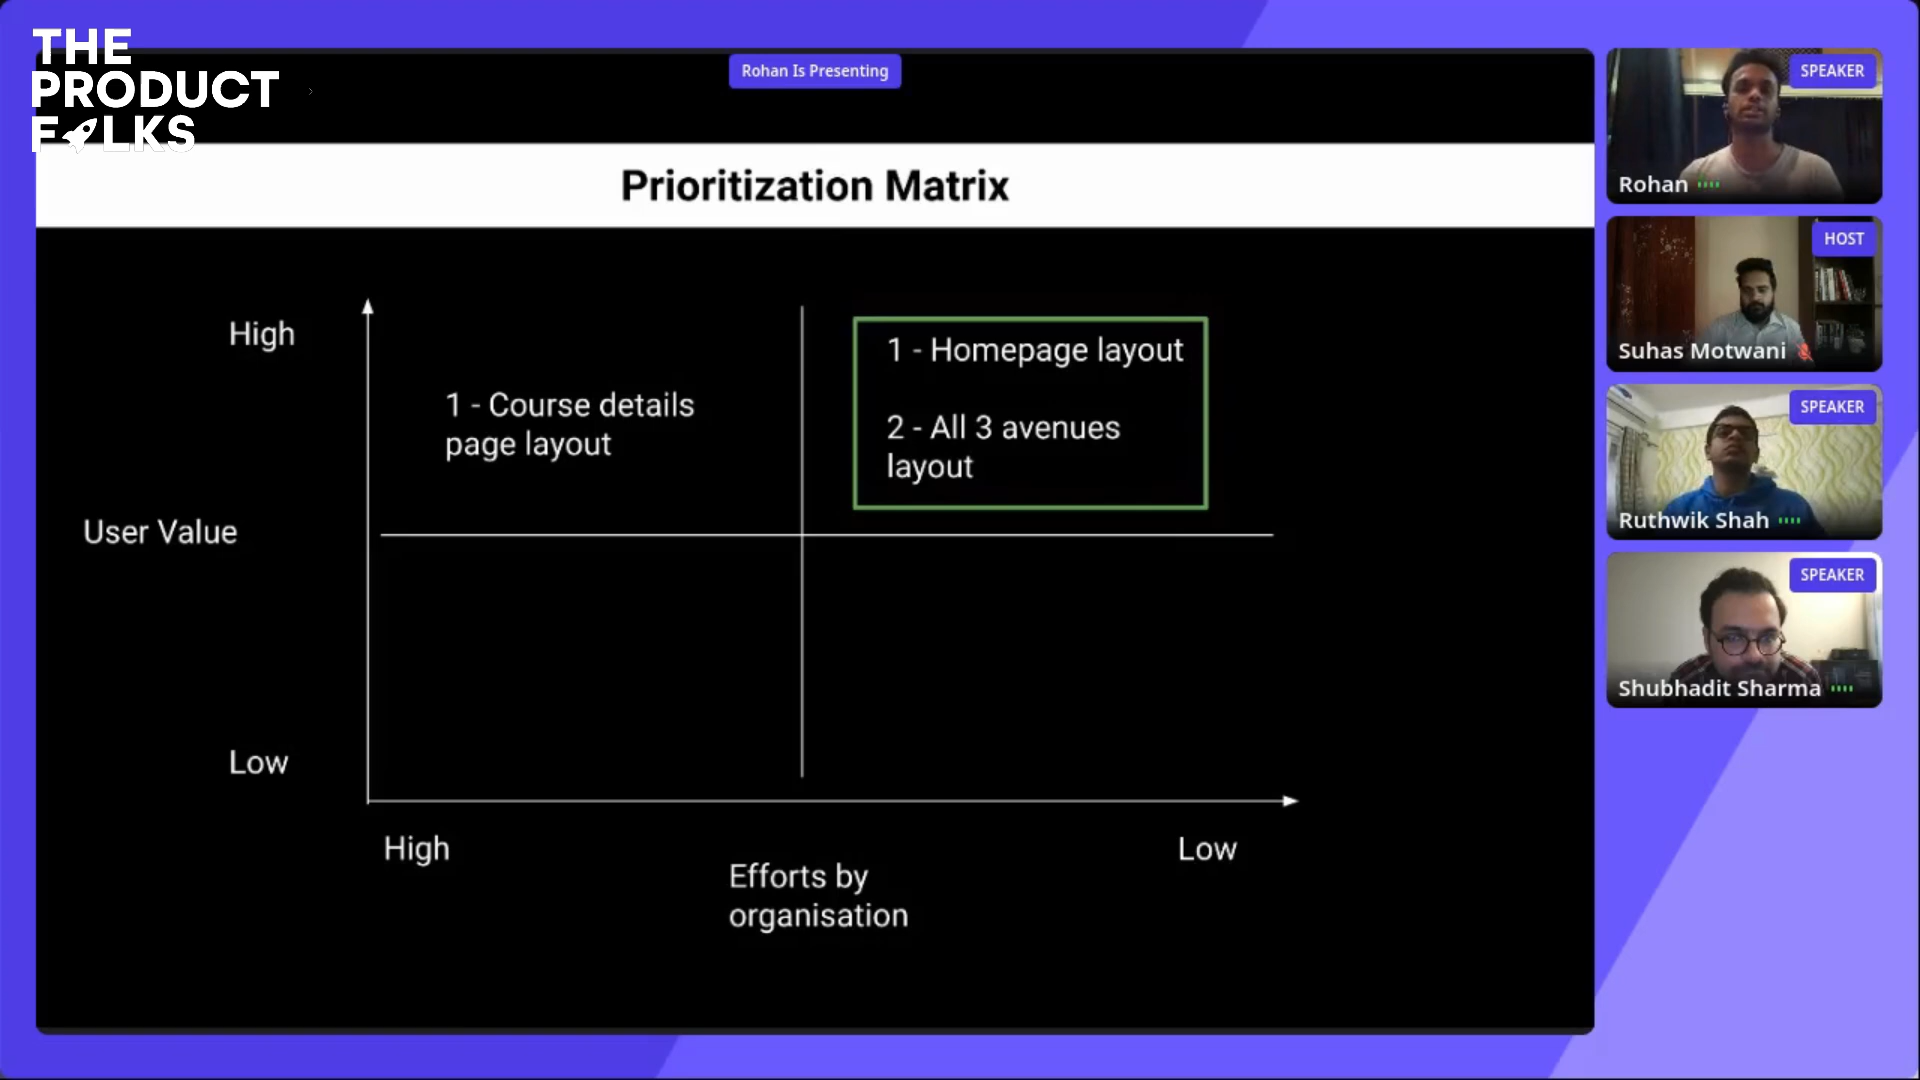 THE
PRODUCT
FOLKS
Rohan Is Presenting
Prioritization Matrix
High
1 - Course details
page layout
1 - Homepage layout
2 - All 3 avenues
layout
User Value
Low
High
Low
Efforts by
organisation
SPEAKER
Rohan
HOST
Suhas Motwani
SPEAKER
Ruthwik Shah
SPEAKER
Shubhadit Sharma